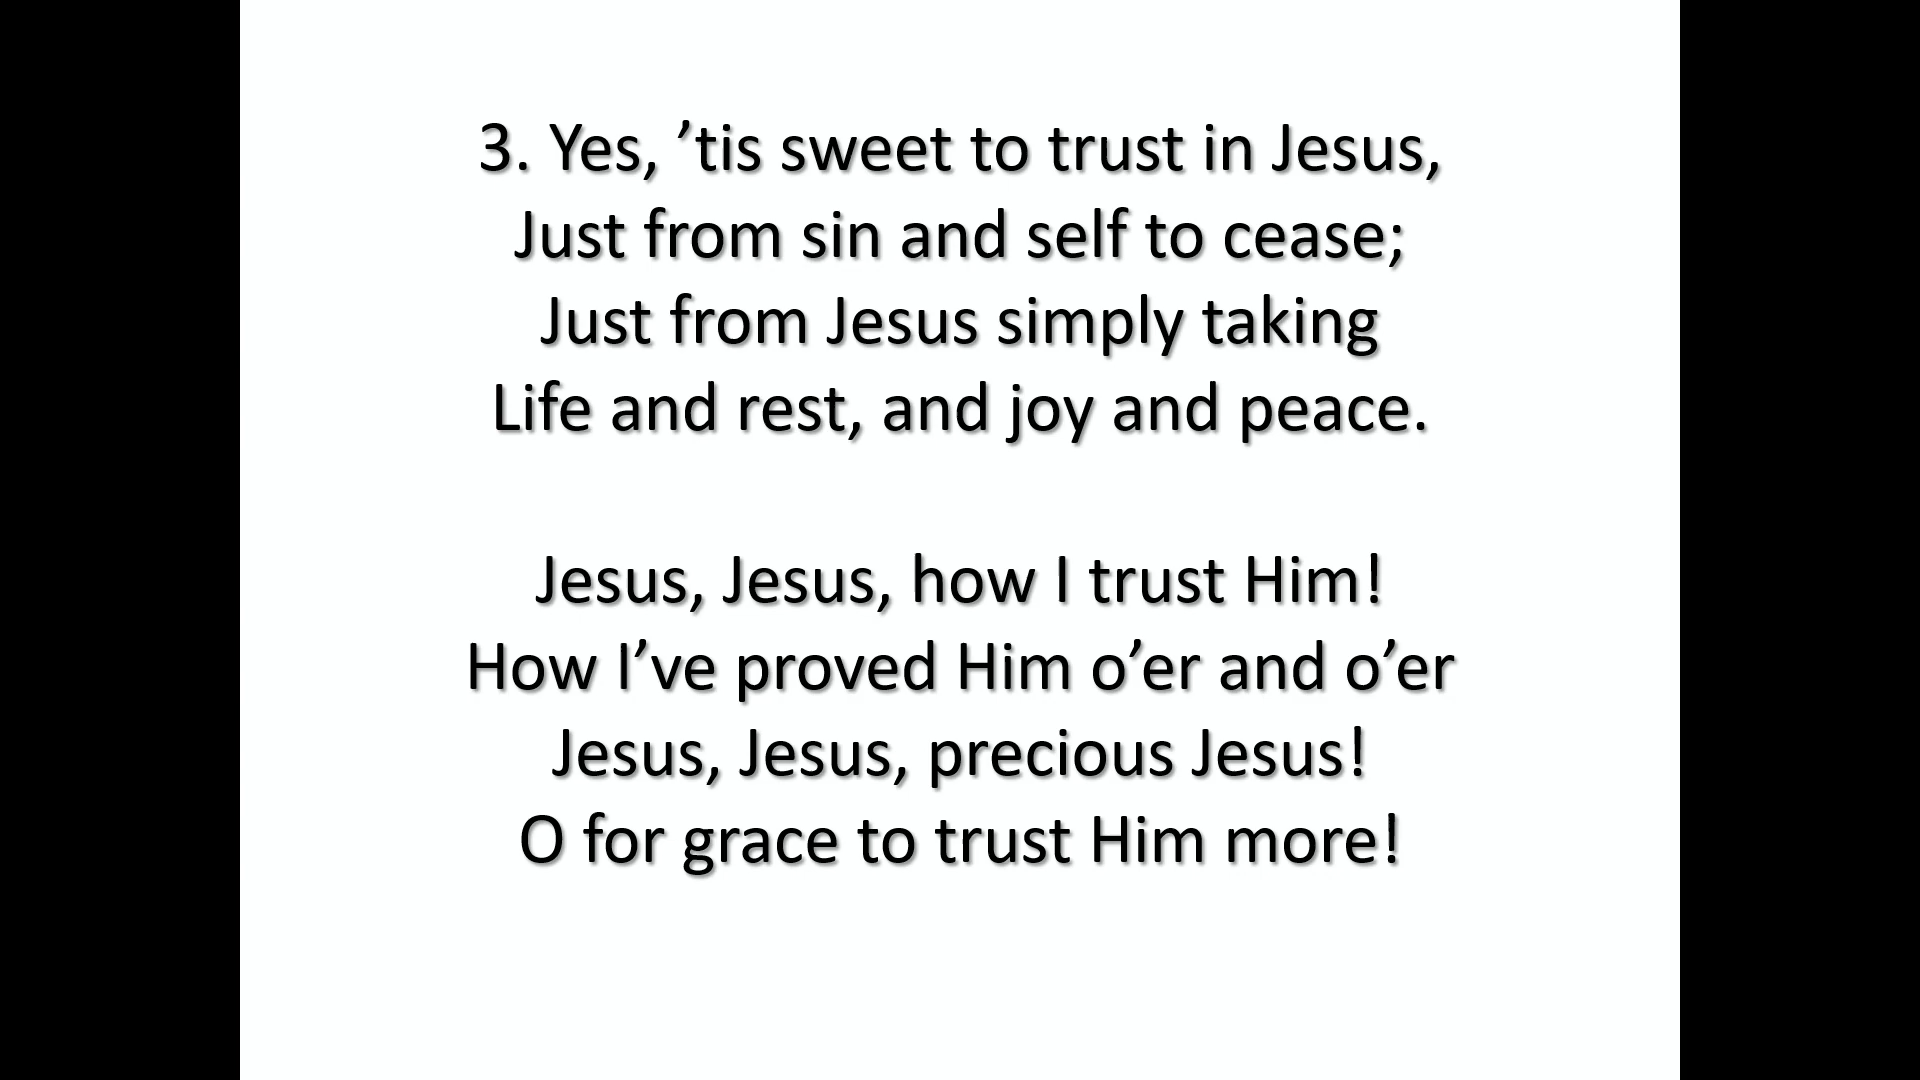 3. Yes, ’tis sweet to trust in Jesus,
Just from sin and self to cease;
Just from Jesus simply taking
Life and rest, and joy and peace.
Jesus, Jesus, how I trust Him!
How I’ve proved Him o’er and o’er
Jesus, Jesus, precious Jesus!
O for grace to trust Him more!